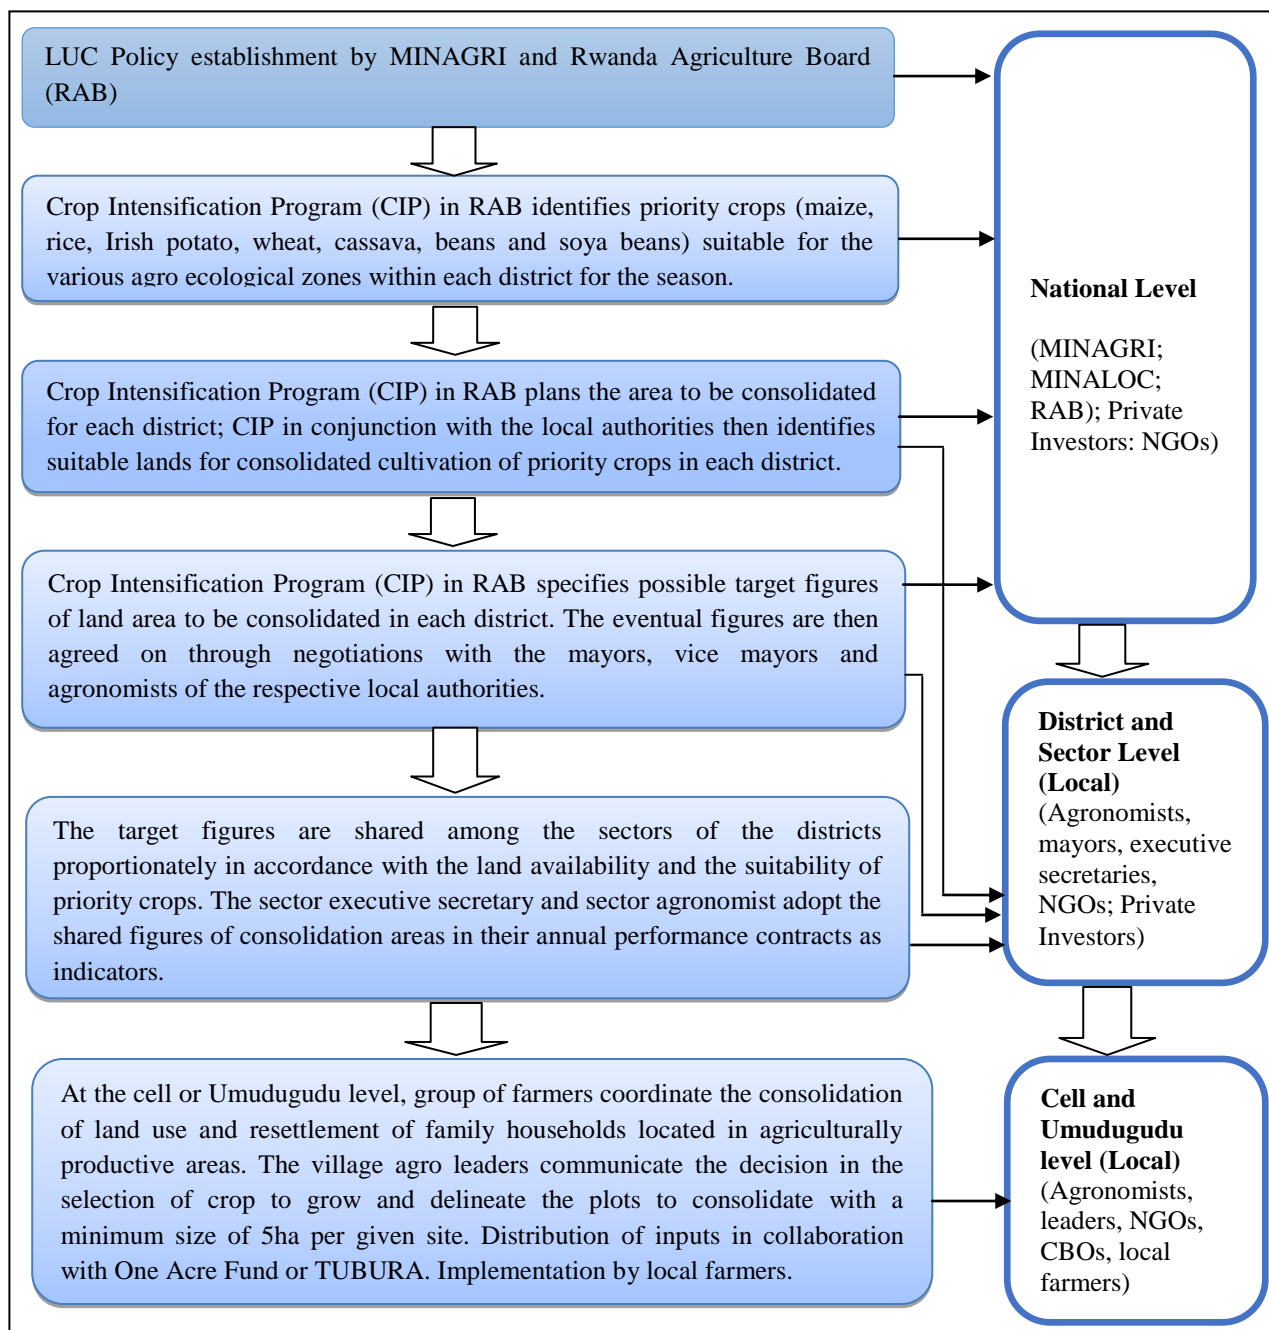 LUC Policy establishment by MINAGRI and Rwanda Agriculture Board
(RAB)
Crop Intensification Program (CIP) in RAB identifies priority crops (maize,
rice, Irish potato, wheat, cassava, beans and soya beans) suitable for the
various agro ecological zones within each district for the season.
Crop Intensification Program (CIP) in RAB plans the area to be consolidated
for each district; CIP in conjunction with the local authorities then identifies
suitable lands for consolidated cultivation of priority crops in each district.
Crop Intensification Program (CIP) in RAB specifies possible target figures
of land area to be consolidated in each district. The eventual figures are then
agreed on through negotiations with the mayors, vice mayors and
agronomists of the respective local authorities.
The target figures are shared among the sectors of the districts
proportionately in accordance with the land availability and the suitability of
priority crops. The sector executive secretary and sector agronomist adopt the
shared figures of consolidation areas in their annual performance contracts as
indicators.
At the cell or Umudugudu level, group of farmers coordinate the consolidation
of land use and resettlement of family households located in agriculturally
productive areas. The village agro leaders communicate the decision in the
selection of crop to grow and delineate the plots to consolidate with a
minimum size of 5ha per given site. Distribution of inputs in collaboration
with One Acre Fund or TUBURA. Implementation by local farmers.
National Level
(MINAGRI;
MINALOC;
RAB); Private
Investors: NGOs)
District and
Sector Level
(Local)
(Agronomists,
mayors, executive
secretaries,
NGOs; Private
Investors)
Cell and
Umudugudu
level (Local)
(Agronomists,
leaders, NGOs,
CBOs, local
farmers)